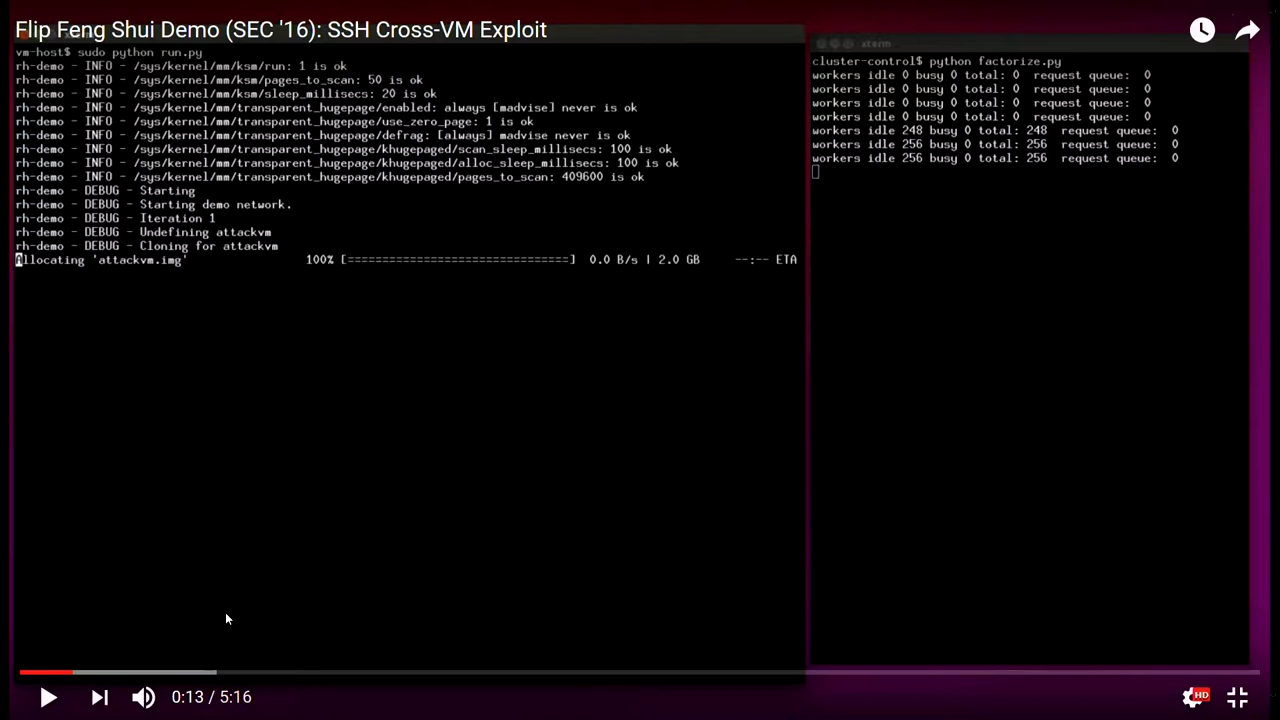 Flip Feng Shui Demo (SEC '16): SSH Cross-VM Exploit
vm-host$ sudo python run.py
rh-demo - INFO - /sys/kernel/mm/ksm/run: 1 is ok
rh-demo - INFO - /sys/kernel/mm/ksm/pages_to_scan: 50 is ok
rh-demo - INFO - /sys/kernel/mm/ksm/sleep_millisecs: 20 is ok
rh-demo - INFO - /sys/kernel/mm/transparent_hugepage/enabled: always [madvise] never is ok
rh-demo - INFO - /sys/kernel/mm/transparent_hugepage/use_zero_page: 1 is ok
rh-demo - INFO - /sys/kernel/mm/transparent_hugepage/defrag: [always] madvise never is ok
rh-demo - INFO - /sys/kernel/mm/transparent_hugepage/khugepaged/scan_sleep_millisecs: 100 is ok
rh-demo - INFO - /sys/kernel/mm/transparent_hugepage/khugepaged/alloc_sleep_millisecs: 100 is ok
rh-demo - INFO - /sys/kernel/mm/transparent_hugepage/khugepaged/pages_to_scan: 409600 is ok
rh-demo - DEBUG - Starting
rh-demo - DEBUG - Starting demo network.
rh-demo - DEBUG - Iteration 1
rh-demo - DEBUG - Undefining attackvm
rh-demo - DEBUG - Cloning for attackvm
Allocating 'attackvm.img' 100% [===============================] 0.0 B/s | 2.0 GB --:-- ETA
xterm
cluster-control$ python factorize.py
workers idle 0 busy 0 total: 0 request queue: 0
workers idle 0 busy 0 total: 0 request queue: 0
workers idle 0 busy 0 total: 0 request queue: 0
workers idle 0 busy 0 total: 0 request queue: 0
workers idle 248 busy 0 total: 248 request queue: 0
workers idle 256 busy 0 total: 256 request queue: 0
workers idle 256 busy 0 total: 256 request queue: 0
0:13 / 5:16
HD